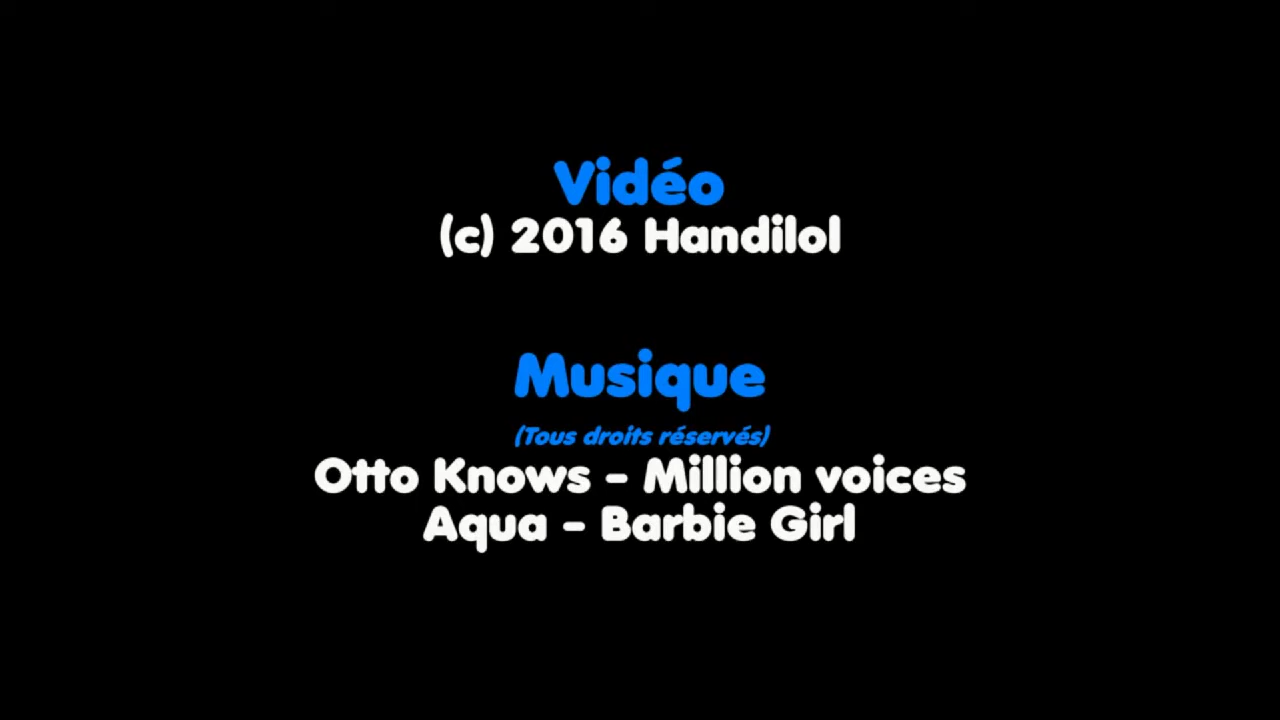 Vidéo
(c) 2016 Handilol
Musique
(Tous droits réservés)
Otto Knows - Million voices
Aqua - Barbie Girl